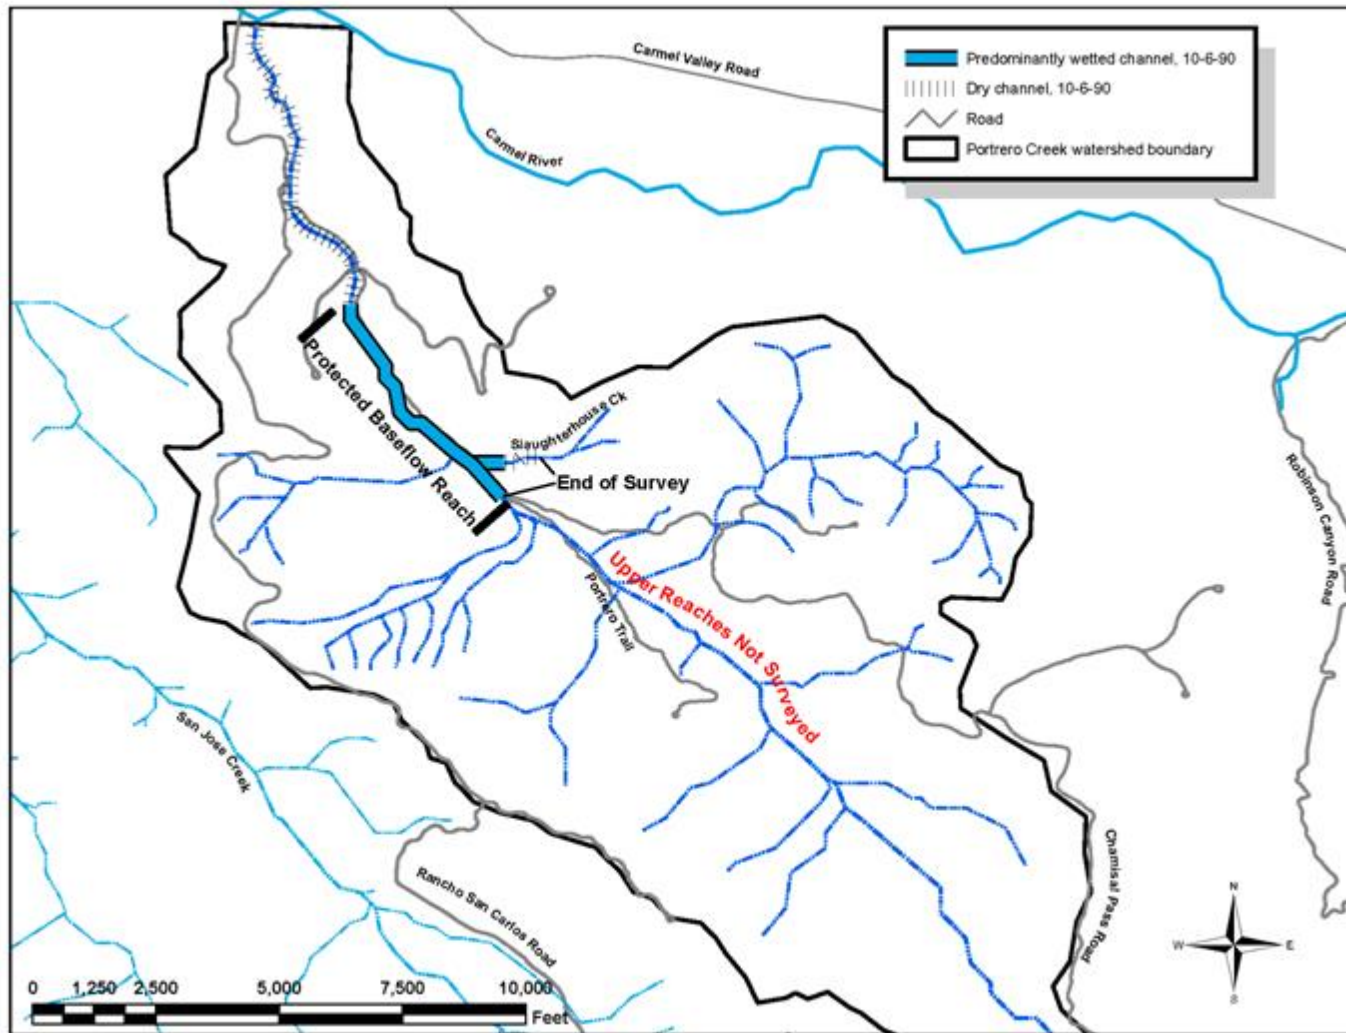 Carmel Valley Road
Predominantly wetted channel, 10-6-90
Dry channel, 10-6-90
Road
Portrero Creek watershed boundary
Carmel River
Protected Baseflow Reach
Slaughterhouse Ck
End of Survey
Robinson Canyon Road
Upper Reaches Not Surveyed
Portrero Trail
San Jose Creek
Chamisal Pass Road
Rancho San Carlos Road
N
W E
S
0 1,250 2,500 5,000 7,500 10,000
Feet